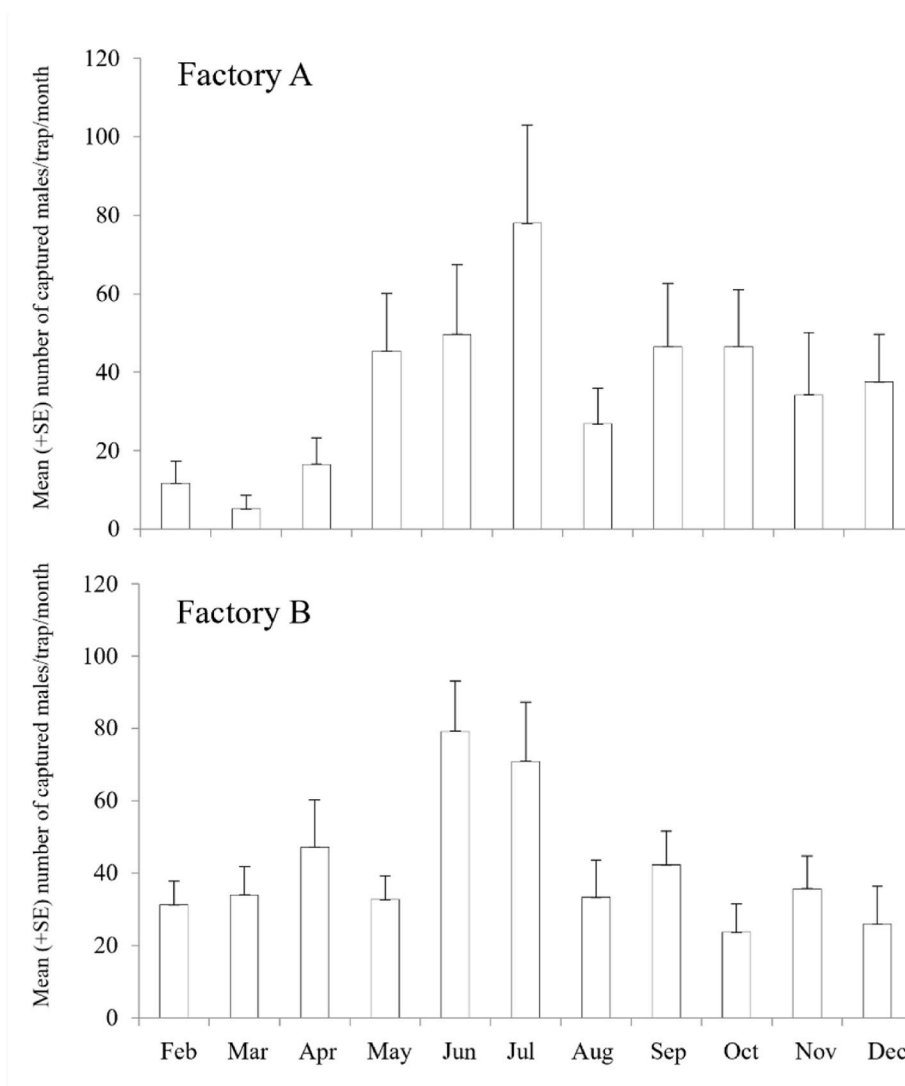 Factory A
Mean (+SE) number of captured males/trap/month
120
100
80
60
40
20
0
Factory B
Mean (+SE) number of captured males/trap/month
120
100
80
60
40
20
0
Feb Mar Apr May Jun Jul Aug Sep Oct Nov Dec